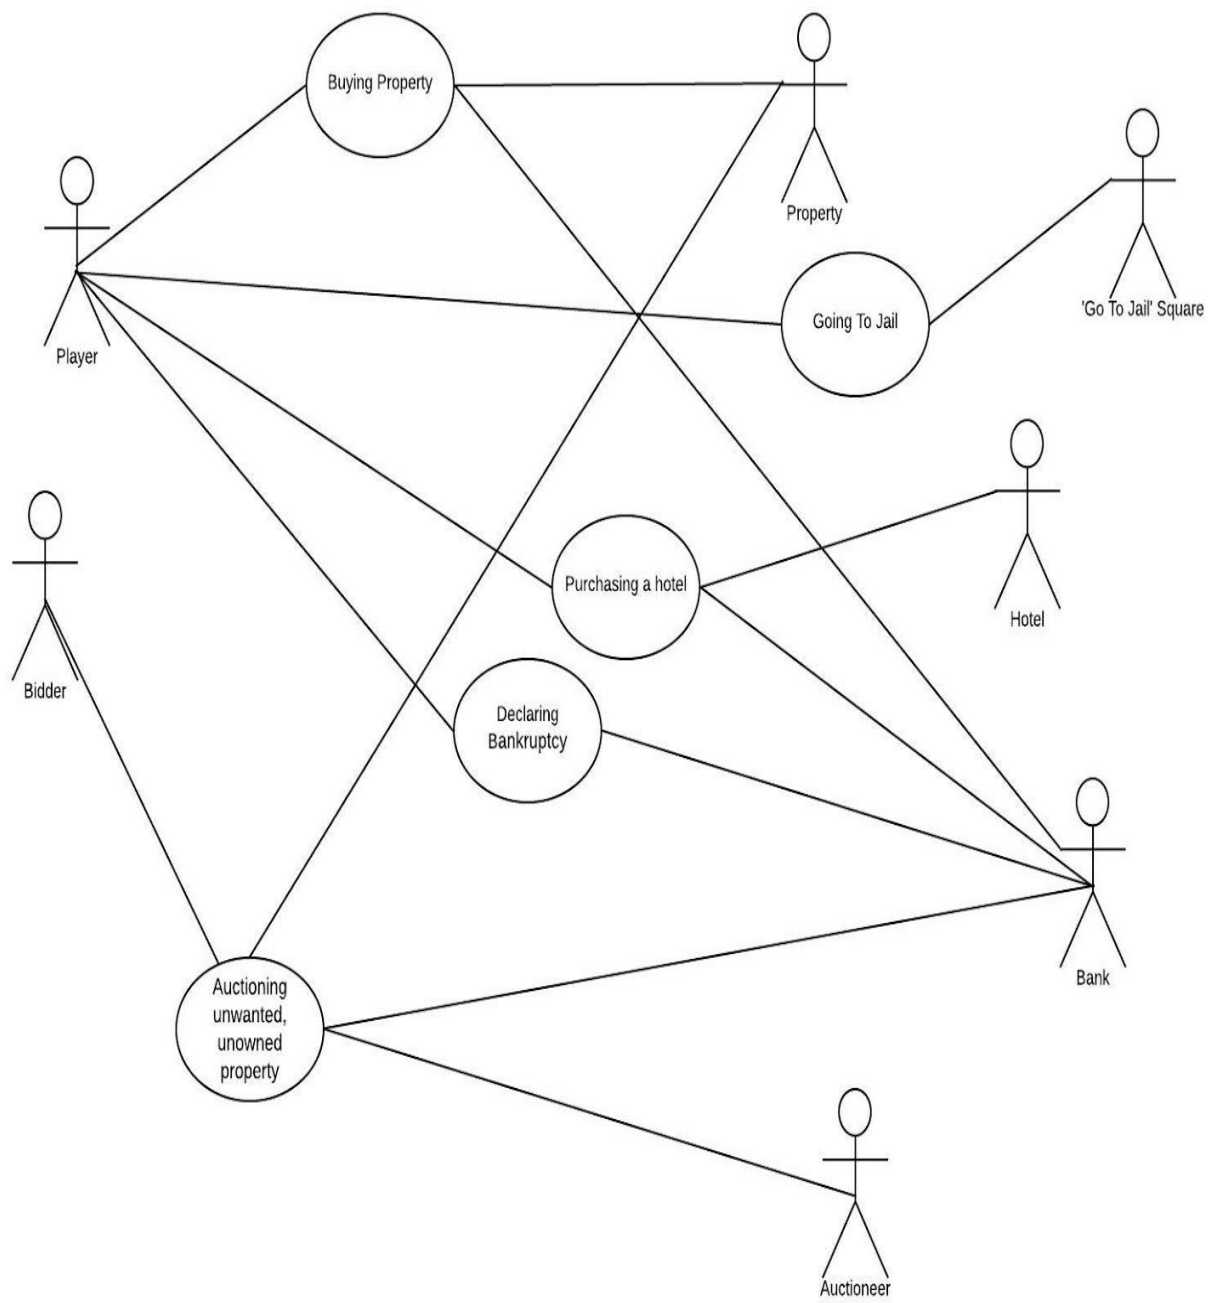 Buying Property
Property
'Go To Jail' Square
Going To Jail
Player
Purchasing a hotel
Hotel
Bidder
Declaring
Bankruptcy
Bank
Auctioning
unwanted,
unowned
property
Auctioneer